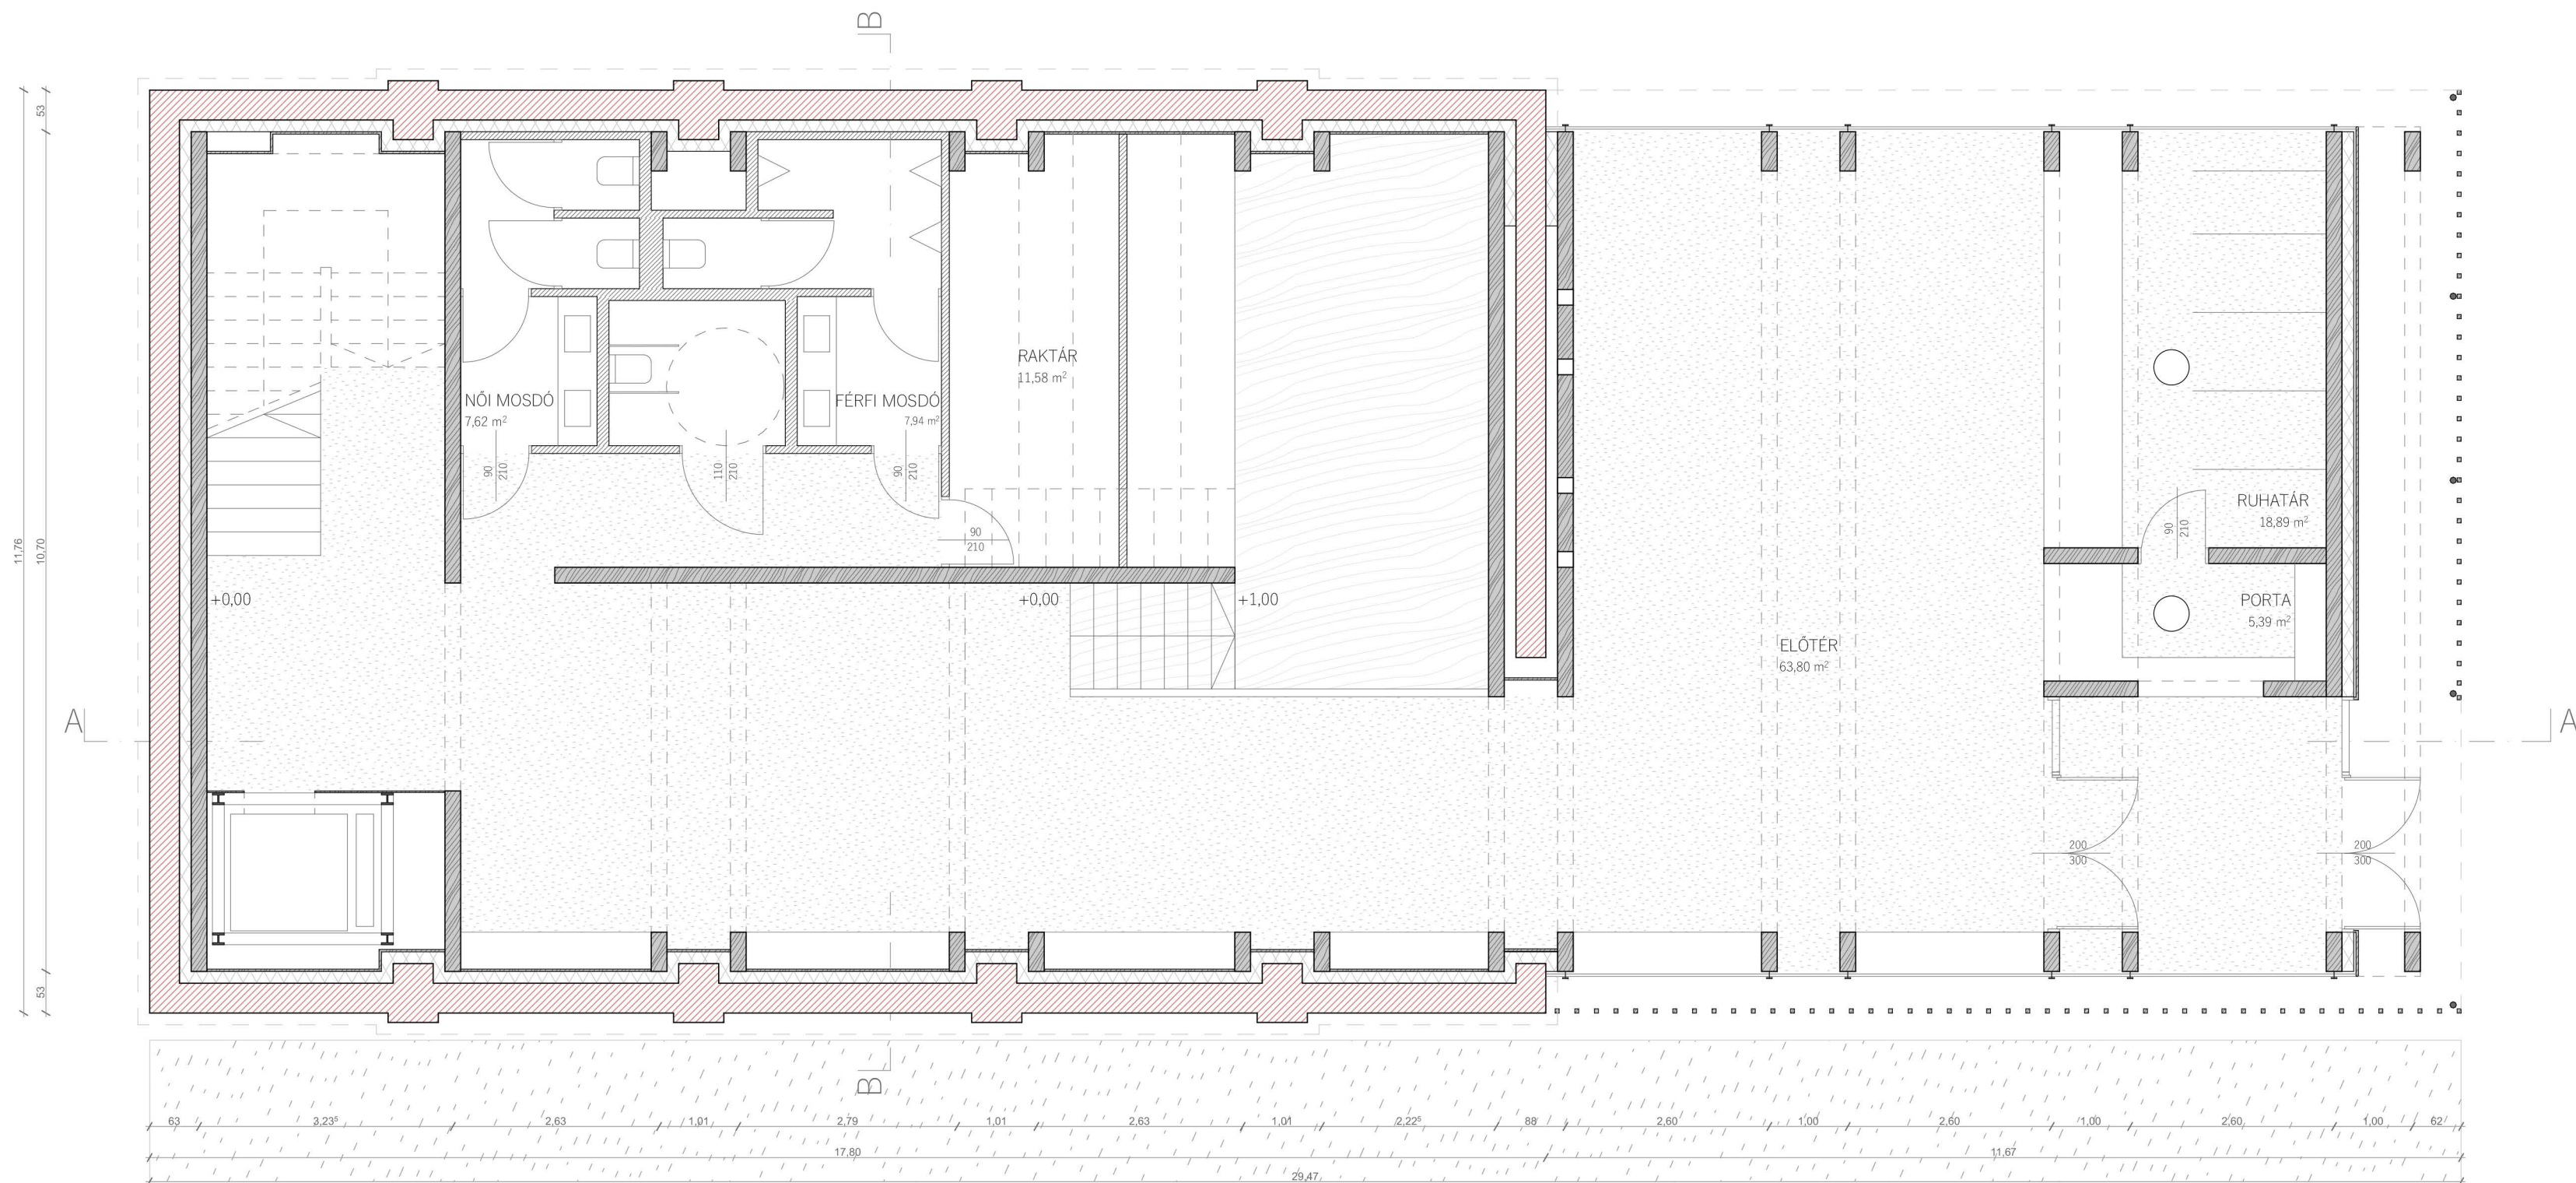 B
53
RAKTÁR
11,58 m²
NŐI MOSDÓ
7,62 m²
FÉRFI MOSDÓ
7,94 m²
90
210
110
210
90
210
90
210
RUHATÁR
18,89 m²
90
210
11,76
10,70
+0,00
+0,00
+1,00
PORTA
5,39 m²
ELŐTÉR
63,80 m²
A
A
200
300
200
300
53
B
63
3,23⁵
2,63
1,01
2,79
1,01
2,63
1,01
2,22⁵
88
2,60
1,00
2,60
1,00
2,60
1,00
62
17,80
11,67
29,47